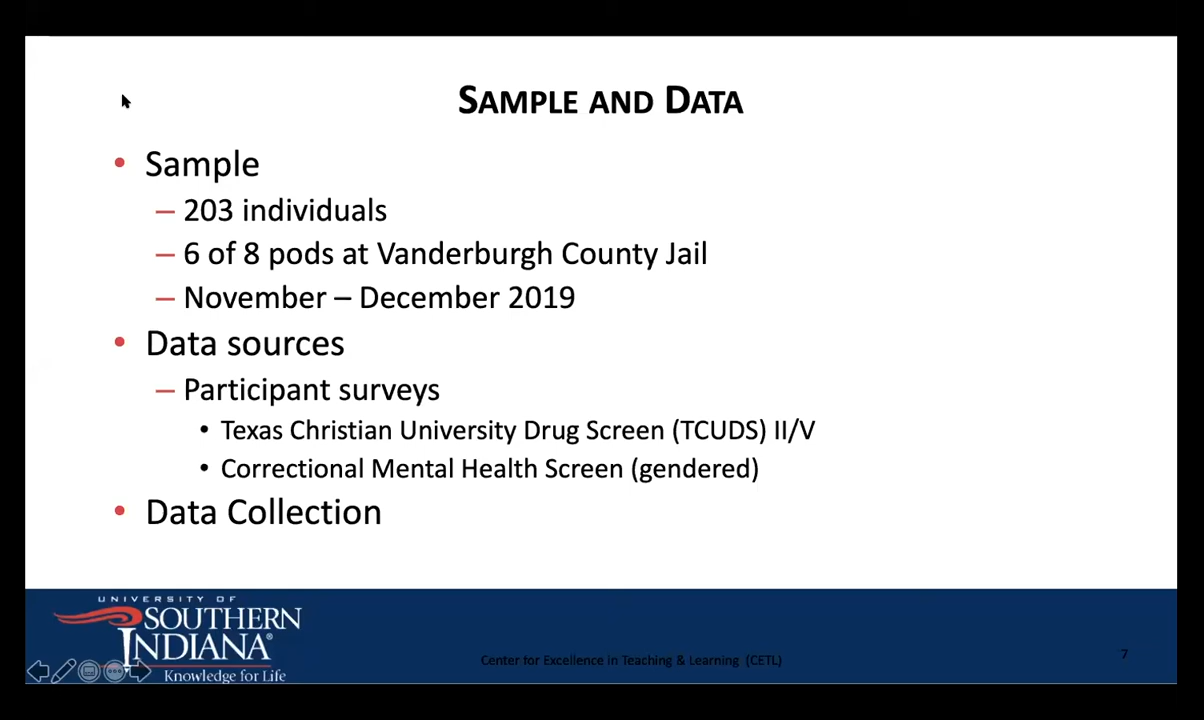 SAMPLE AND DATA
• Sample
– 203 individuals
– 6 of 8 pods at Vanderburgh County Jail
– November – December 2019
• Data sources
– Participant surveys
• Texas Christian University Drug Screen (TCUDS) II/V
• Correctional Mental Health Screen (gendered)
• Data Collection
UNIVERSITY OF
SOUTHERN
INDIANA®
Knowledge for Life
Center for Excellence in Teaching & Learning (CETL)
7